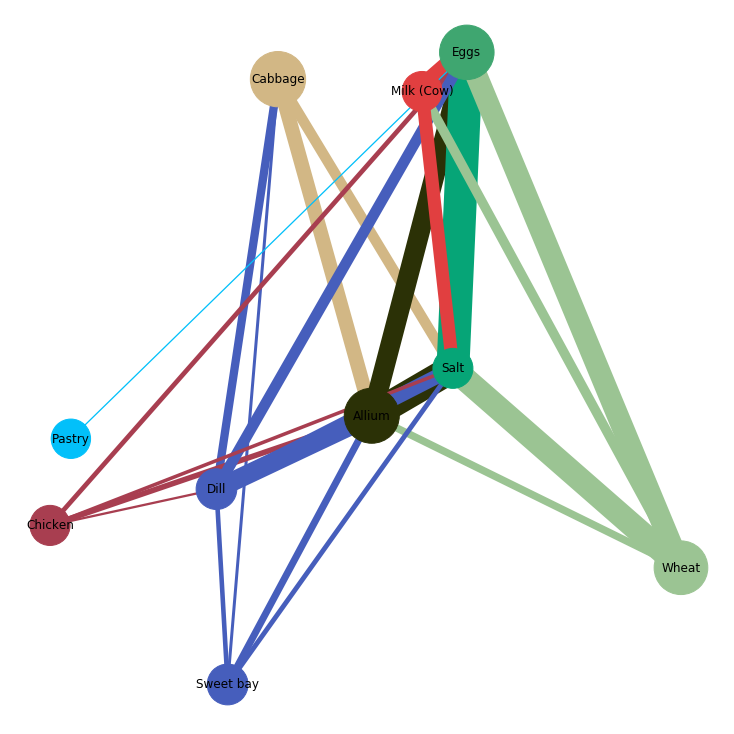 Eggs
Cabbage
Milk (Cow)
Salt
Allium
Pastry
Dill
Chicken
Wheat
Sweet bay